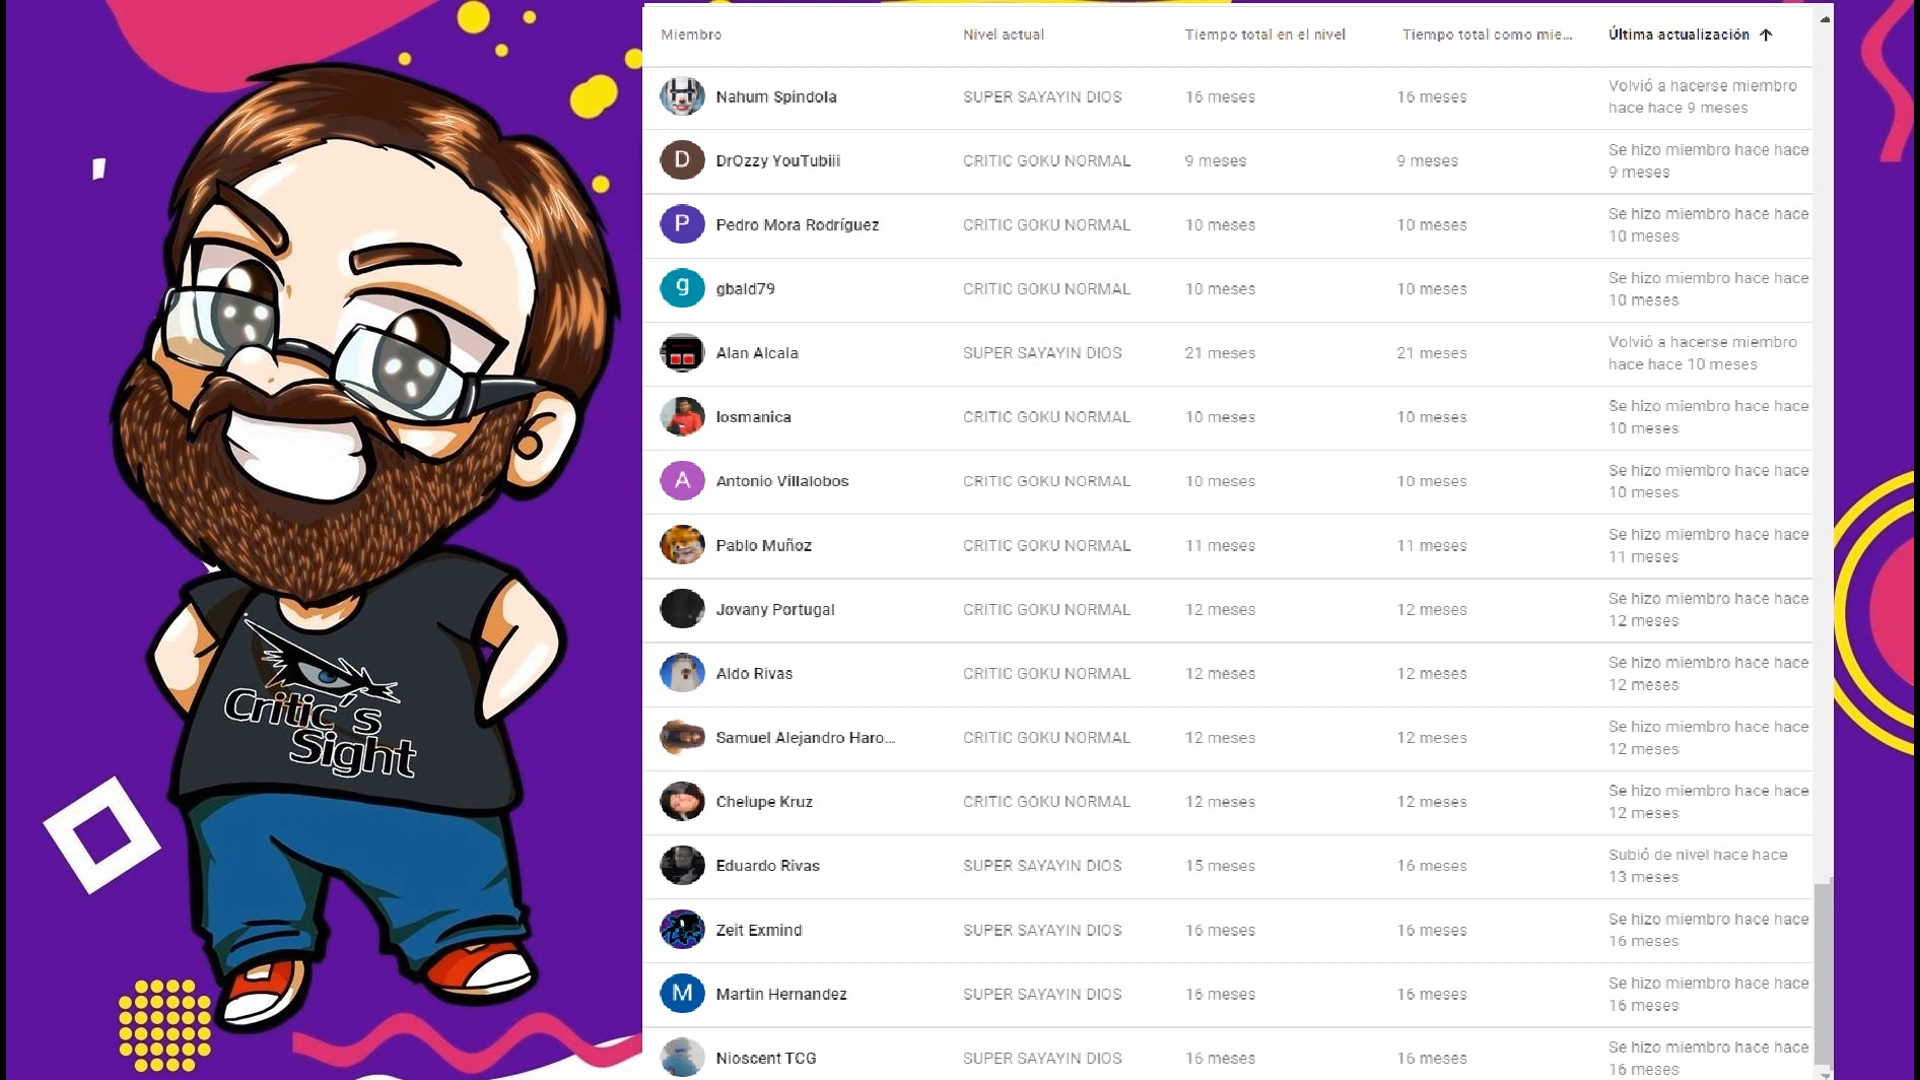 Miembro Nivel actual Tiempo total en el nivel Tiempo total como mie... Última actualización
Nahum Spindola SUPER SAYAYIN DIOS 16 meses 16 meses Volvió a hacerse miembro
hace hace 9 meses
D DrOzzy YouTubiii CRITIC GOKU NORMAL 9 meses 9 meses Se hizo miembro hace hace
9 meses
P Pedro Mora Rodríguez CRITIC GOKU NORMAL 10 meses 10 meses Se hizo miembro hace hace
10 meses
g gbald79 CRITIC GOKU NORMAL 10 meses 10 meses Se hizo miembro hace hace
10 meses
Alan Alcala SUPER SAYAYIN DIOS 21 meses 21 meses Volvió a hacerse miembro
hace hace 10 meses
losmanica CRITIC GOKU NORMAL 10 meses 10 meses Se hizo miembro hace hace
10 meses
A Antonio Villalobos CRITIC GOKU NORMAL 10 meses 10 meses Se hizo miembro hace hace
10 meses
Pablo Muñoz CRITIC GOKU NORMAL 11 meses 11 meses Se hizo miembro hace hace
11 meses
Jovany Portugal CRITIC GOKU NORMAL 12 meses 12 meses Se hizo miembro hace hace
12 meses
Aldo Rivas CRITIC GOKU NORMAL 12 meses 12 meses Se hizo miembro hace hace
12 meses
Samuel Alejandro Haro... CRITIC GOKU NORMAL 12 meses 12 meses Se hizo miembro hace hace
12 meses
Chelupe Kruz CRITIC GOKU NORMAL 12 meses 12 meses Se hizo miembro hace hace
12 meses
Eduardo Rivas SUPER SAYAYIN DIOS 15 meses 16 meses Subió de nivel hace hace
13 meses
Zeit Exmind SUPER SAYAYIN DIOS 16 meses 16 meses Se hizo miembro hace hace
16 meses
M Martin Hernandez SUPER SAYAYIN DIOS 16 meses 16 meses Se hizo miembro hace hace
16 meses
Nioscent TCG SUPER SAYAYIN DIOS 16 meses 16 meses Se hizo miembro hace hace
16 meses
Critic´s
Sight